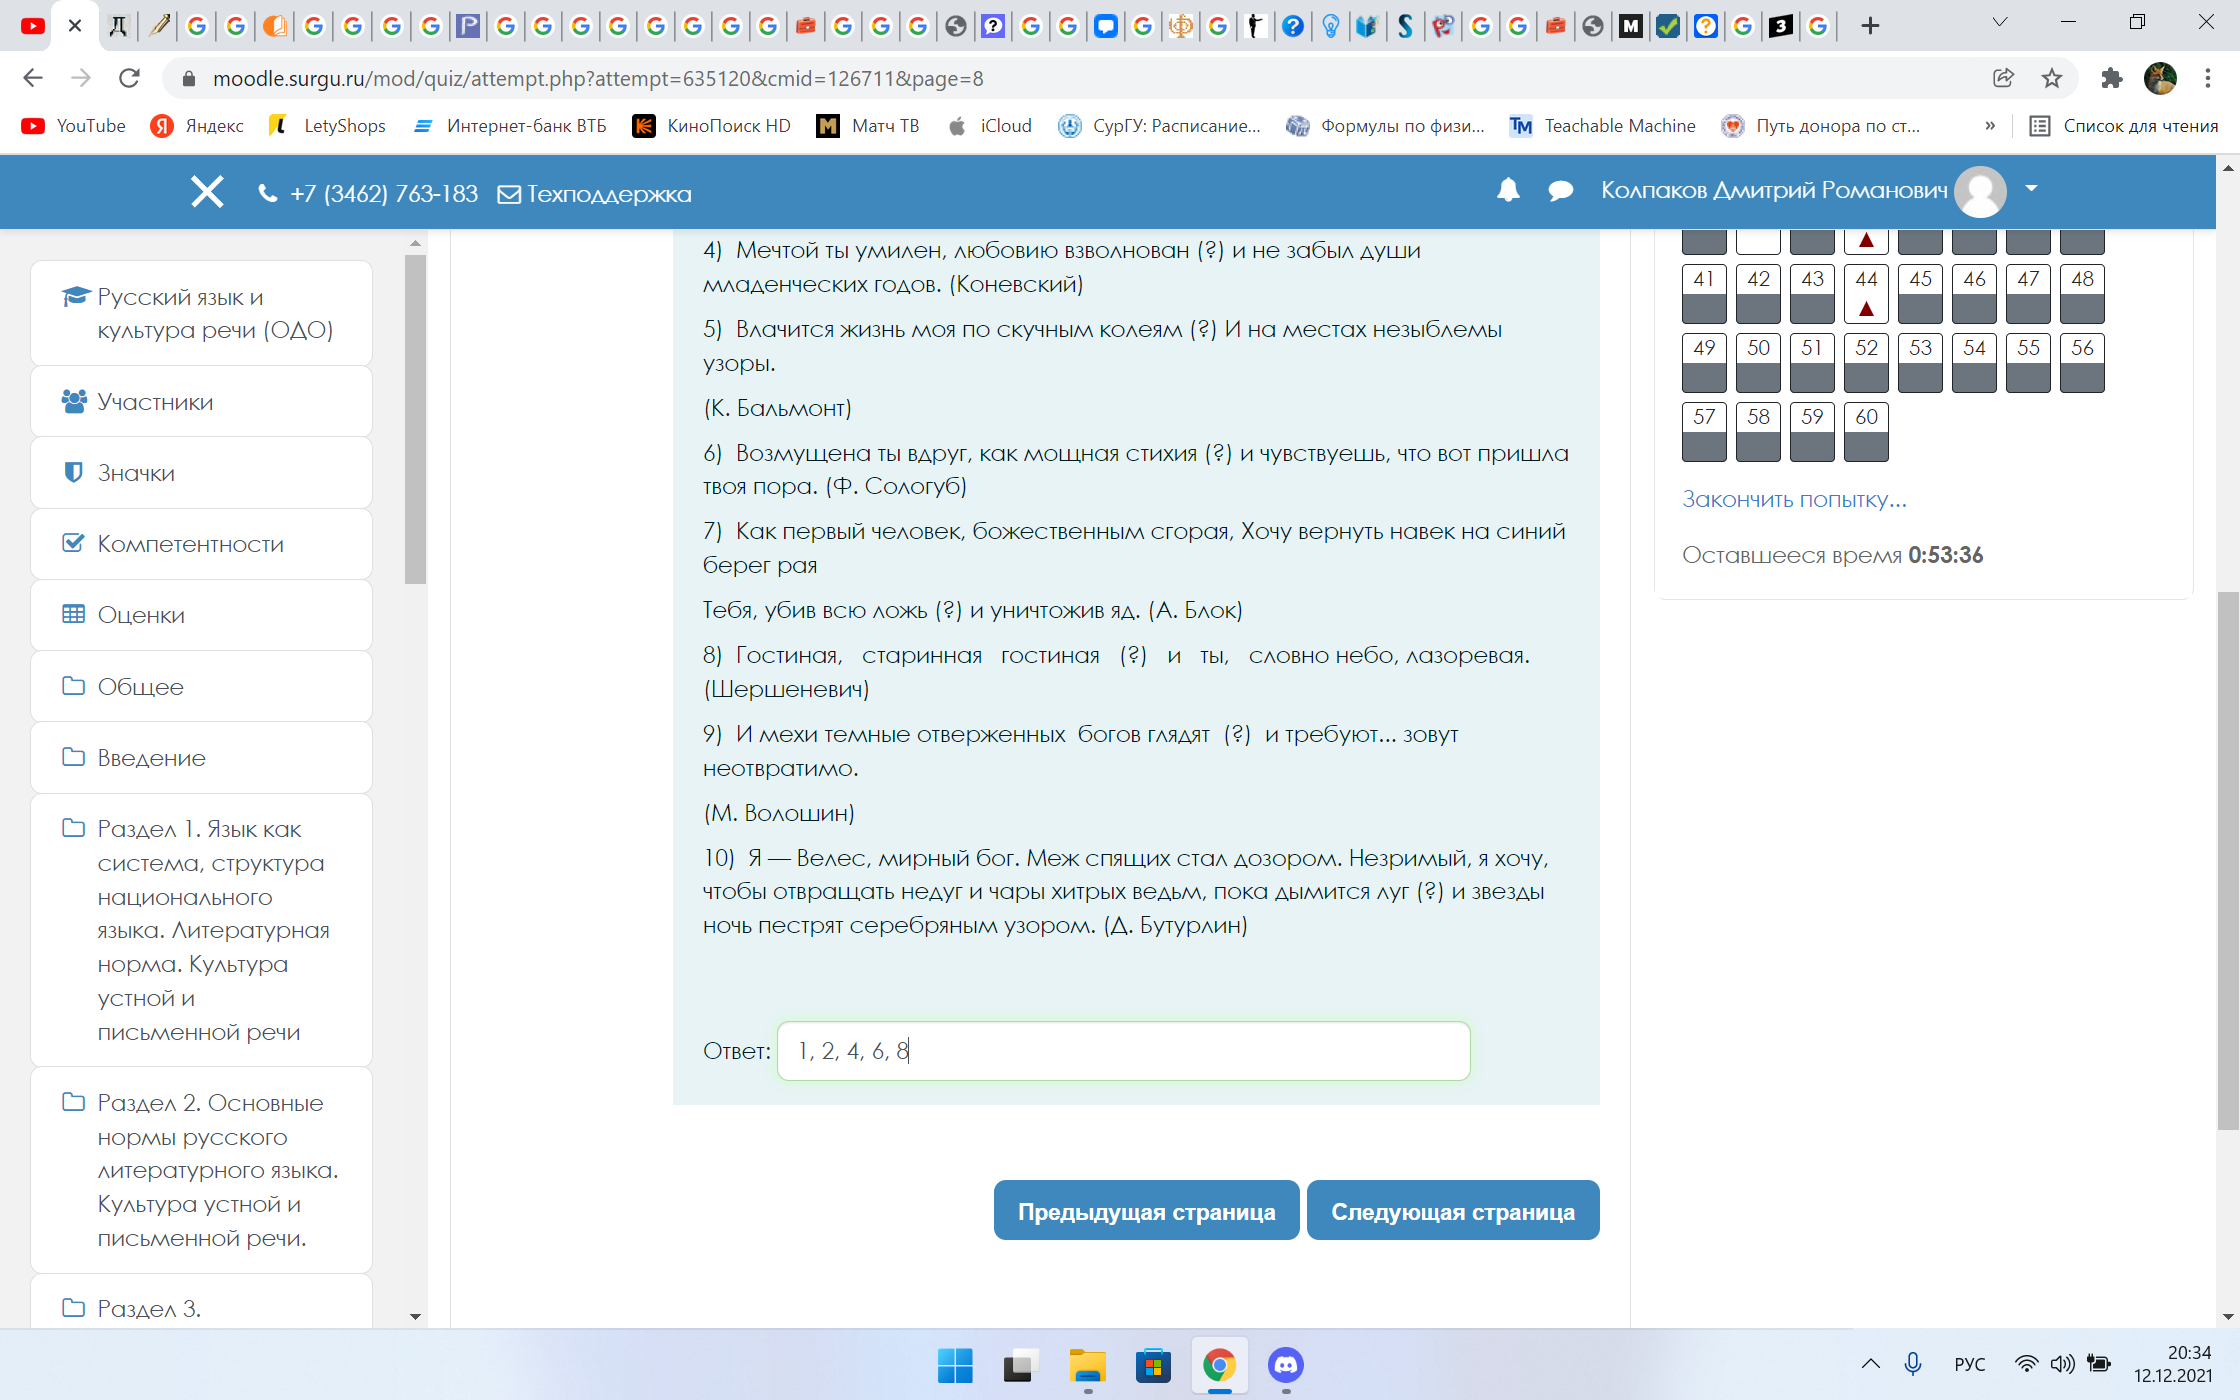 moodle.surgu.ru/mod/quiz/attempt.php?attempt=635120&cmid=126711&page=8
YouTube Яндекс LetyShops Интернет-банк ВТБ КиноПоиск HD Матч ТВ iCloud СурГУ: Расписание... Формулы по физи... Teachable Machine Путь донора по ст... » Список для чтения
+7 (3462) 763-183 Техподдержка Колпаков Дмитрий Романович
Русский язык и
культура речи (ОДО)
Участники
Значки
Компетентности
Оценки
Общее
Введение
Раздел 1. Язык как
система, структура
национального
языка. Литературная
норма. Культура
устной и
письменной речи
Раздел 2. Основные
нормы русского
литературного языка.
Культура устной и
письменной речи.
Раздел 3.
4) Мечтой ты умилен, любовию взволнован (?) и не забыл души
младенческих годов. (Коневский)
5) Влачится жизнь моя по скучным колеям (?) И на местах незыблемы
узоры.
(К. Бальмонт)
6) Возмущена ты вдруг, как мощная стихия (?) и чувствуешь, что вот пришла
твоя пора. (Ф. Сологуб)
7) Как первый человек, божественным сгорая, Хочу вернуть навек на синий
берег рая
Тебя, убив всю ложь (?) и уничтожив яд. (А. Блок)
8) Гостиная, старинная гостиная (?) и ты, словно небо, лазоревая.
(Шершеневич)
9) И мехи темные отверженных богов глядят (?) и требуют... зовут
неотвратимо.
(М. Волошин)
10) Я — Велес, мирный бог. Меж спящих стал дозором. Незримый, я хочу,
чтобы отвращать недуг и чары хитрых ведьм, пока дымится луг (?) и звезды
ночь пестрят серебряным узором. (Д. Бутурлин)
Ответ: 1, 2, 4, 6, 8
Предыдущая страница Следующая страница
41 42 43 44 45 46 47 48
49 50 51 52 53 54 55 56
57 58 59 60
Закончить попытку...
Оставшееся время 0:53:36
РУС
20:34
12.12.2021